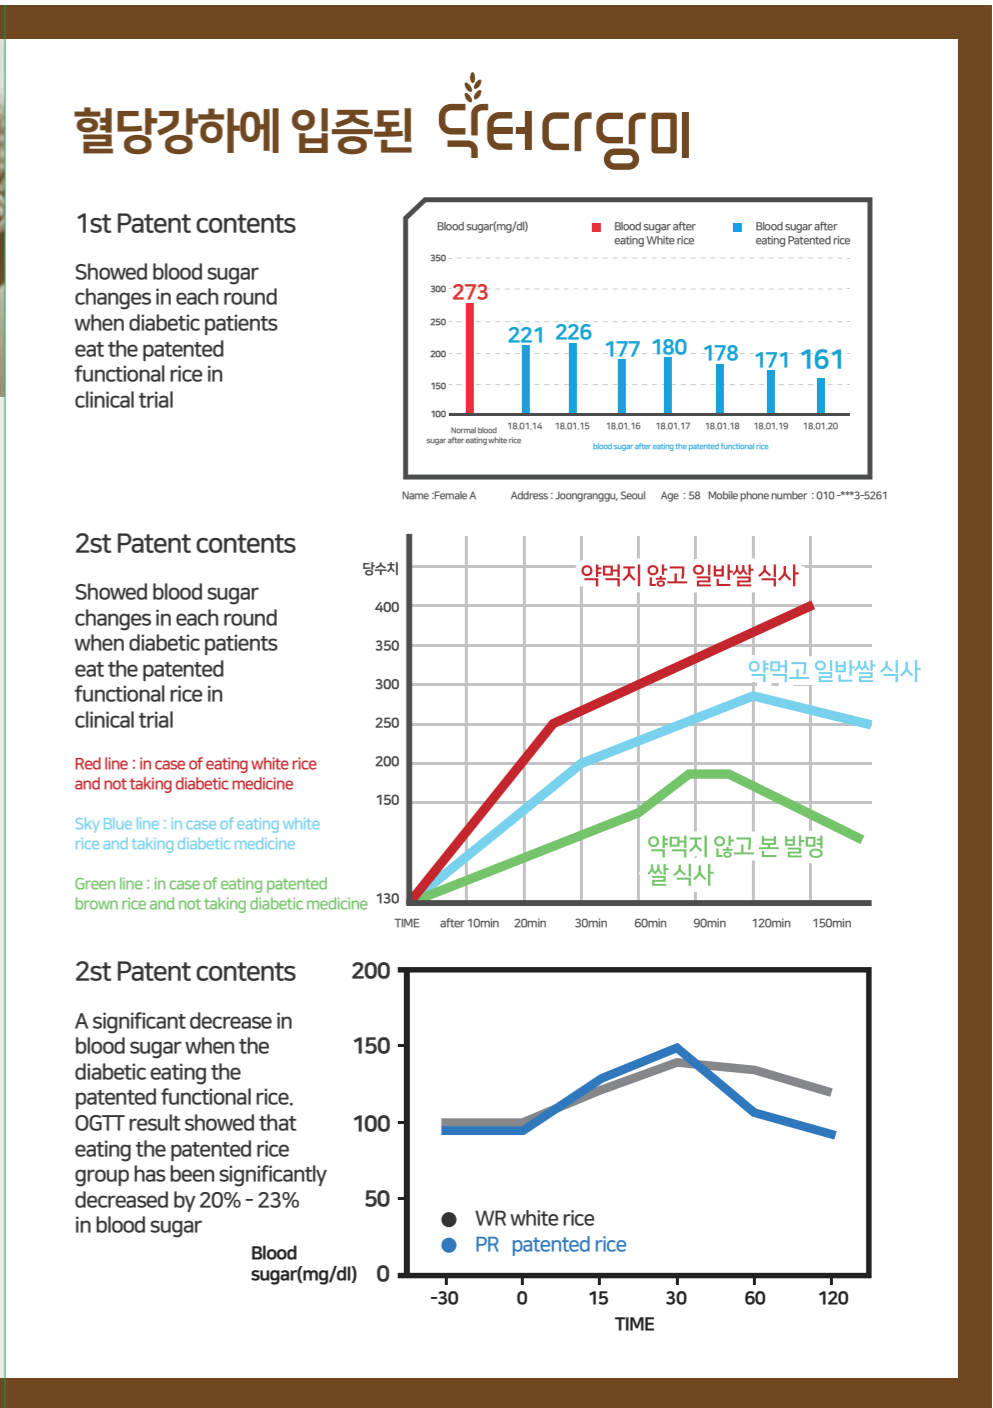 혈당강하에 입증된 닥터다당미
1st Patent contents
Showed blood sugar
changes in each round
when diabetic patients
eat the patented
functional rice in
clinical trial
Blood sugar(mg/dl)
Blood sugar after
eating White rice
Blood sugar after
eating Patented rice
350
300
250
200
150
100
273
221
226
177
180
178
171
161
Normal blood
sugar after eating white rice
18.01.14
18.01.15
18.01.16
18.01.17
18.01.18
18.01.19
18.01.20
blood sugar after eating the patented functional rice
Name :Female A Address : Joongranggu, Seoul Age : 58 Mobile phone number : 010 -***3-5261
2st Patent contents
Showed blood sugar
changes in each round
when diabetic patients
eat the patented
functional rice in
clinical trial
Red line : in case of eating white rice
and not taking diabetic medicine
Sky Blue line : in case of eating white
rice and taking diabetic medicine
Green line : in case of eating patented
brown rice and not taking diabetic medicine
당수치
400
350
300
250
200
150
130
약먹지 않고 일반쌀 식사
약먹고 일반쌀 식사
약먹지 않고 본 발명
쌀 식사
TIME after 10min 20min 30min 60min 90min 120min 150min
2st Patent contents
A significant decrease in
blood sugar when the
diabetic eating the
patented functional rice.
OGTT result showed that
eating the patented rice
group has been significantly
decreased by 20% - 23%
in blood sugar
200
150
100
50
0
Blood
sugar(mg/dl)
WR white rice
PR patented rice
-30 0 15 30 60 120
TIME